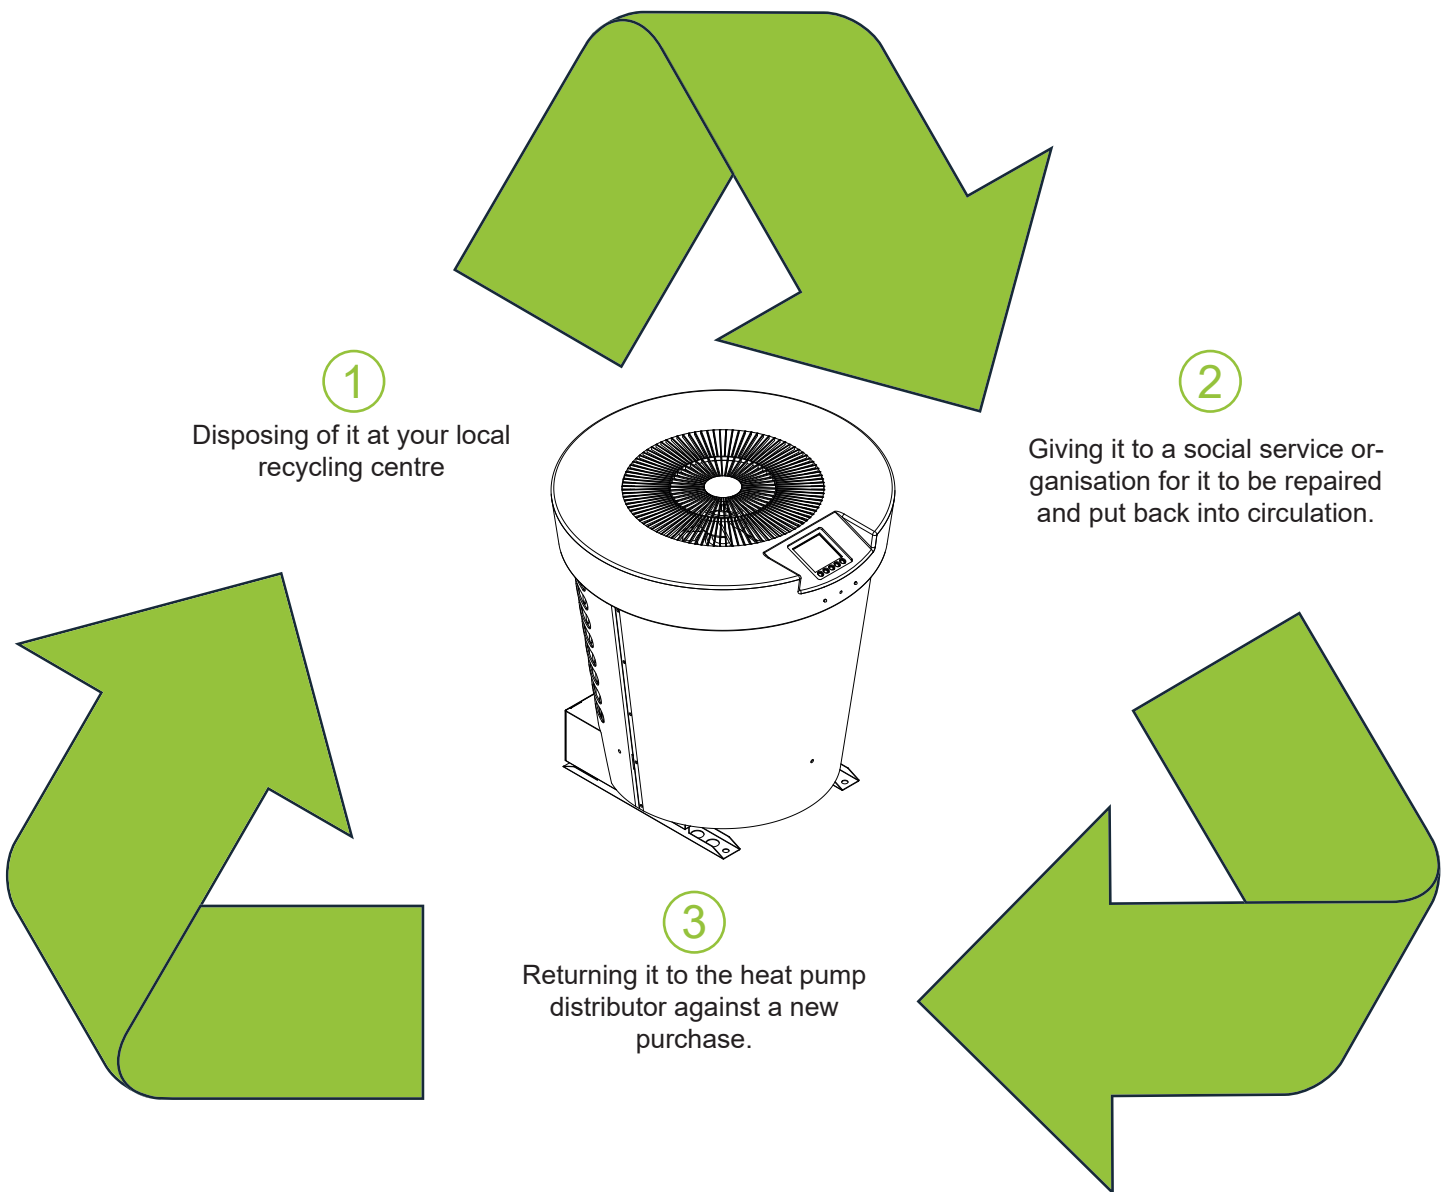 1
Disposing of it at your local
recycling centre
2
Giving it to a social service or-
ganisation for it to be repaired
and put back into circulation.
3
Returning it to the heat pump
distributor against a new
purchase.